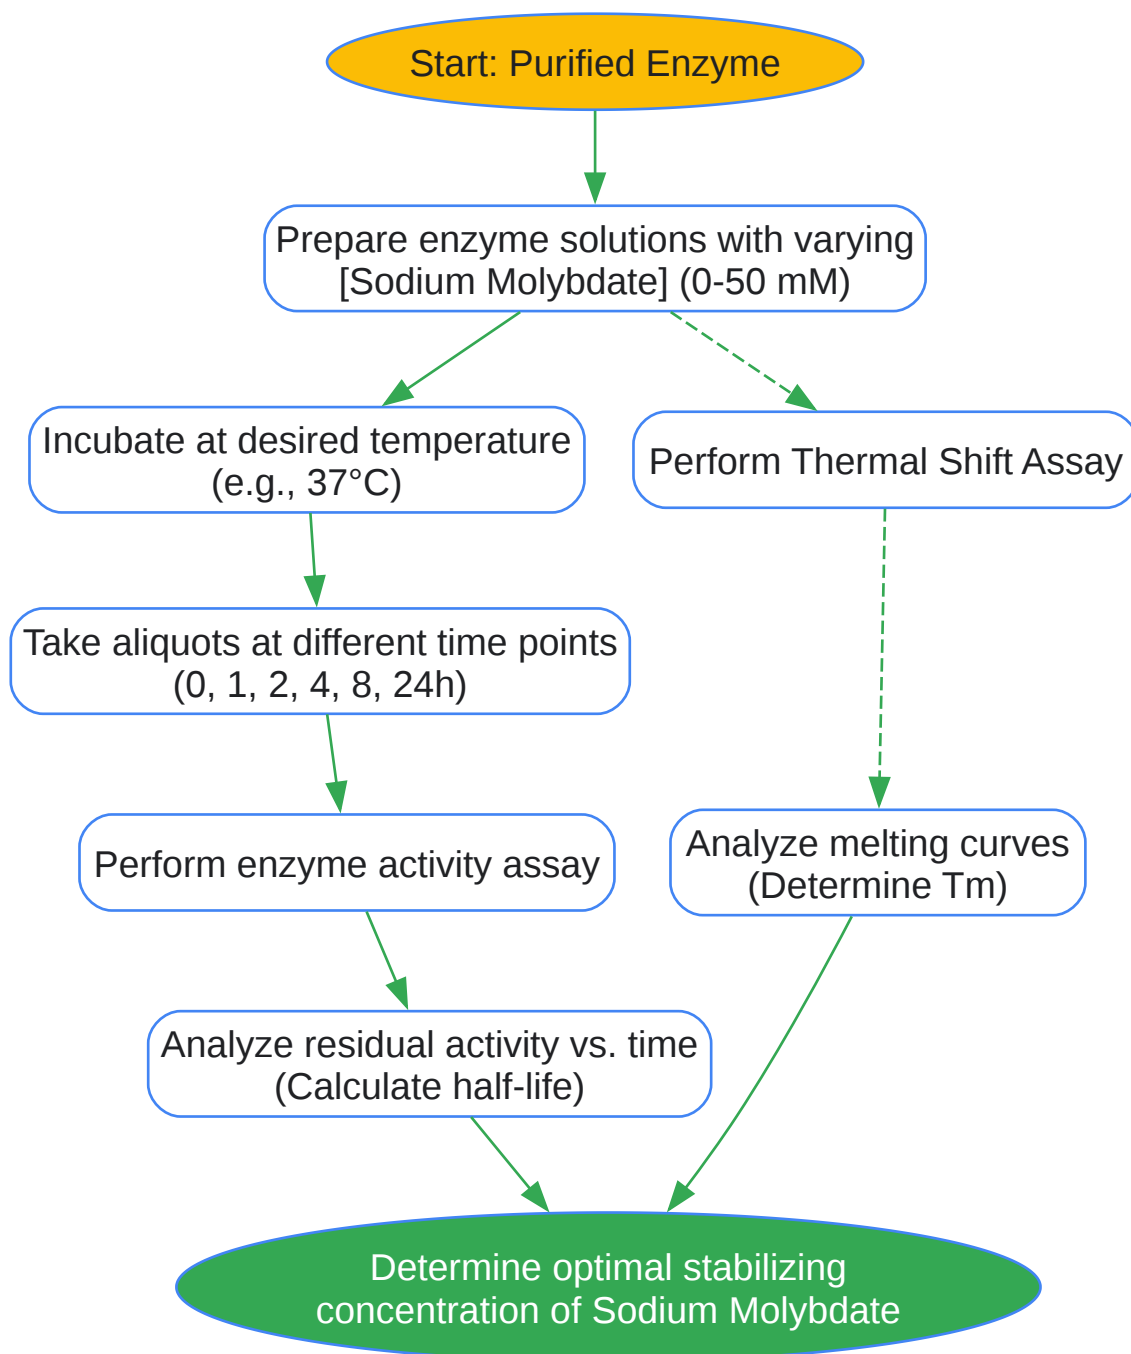 Start: Purified Enzyme
Prepare enzyme solutions with varying
[Sodium Molybdate] (0-50 mM)
Incubate at desired temperature
(e.g., 37°C)
Perform Thermal Shift Assay
Take aliquots at different time points
(0, 1, 2, 4, 8, 24h)
Perform enzyme activity assay
Analyze melting curves
(Determine Tm)
Analyze residual activity vs. time
(Calculate half-life)
Determine optimal stabilizing
concentration of Sodium Molybdate